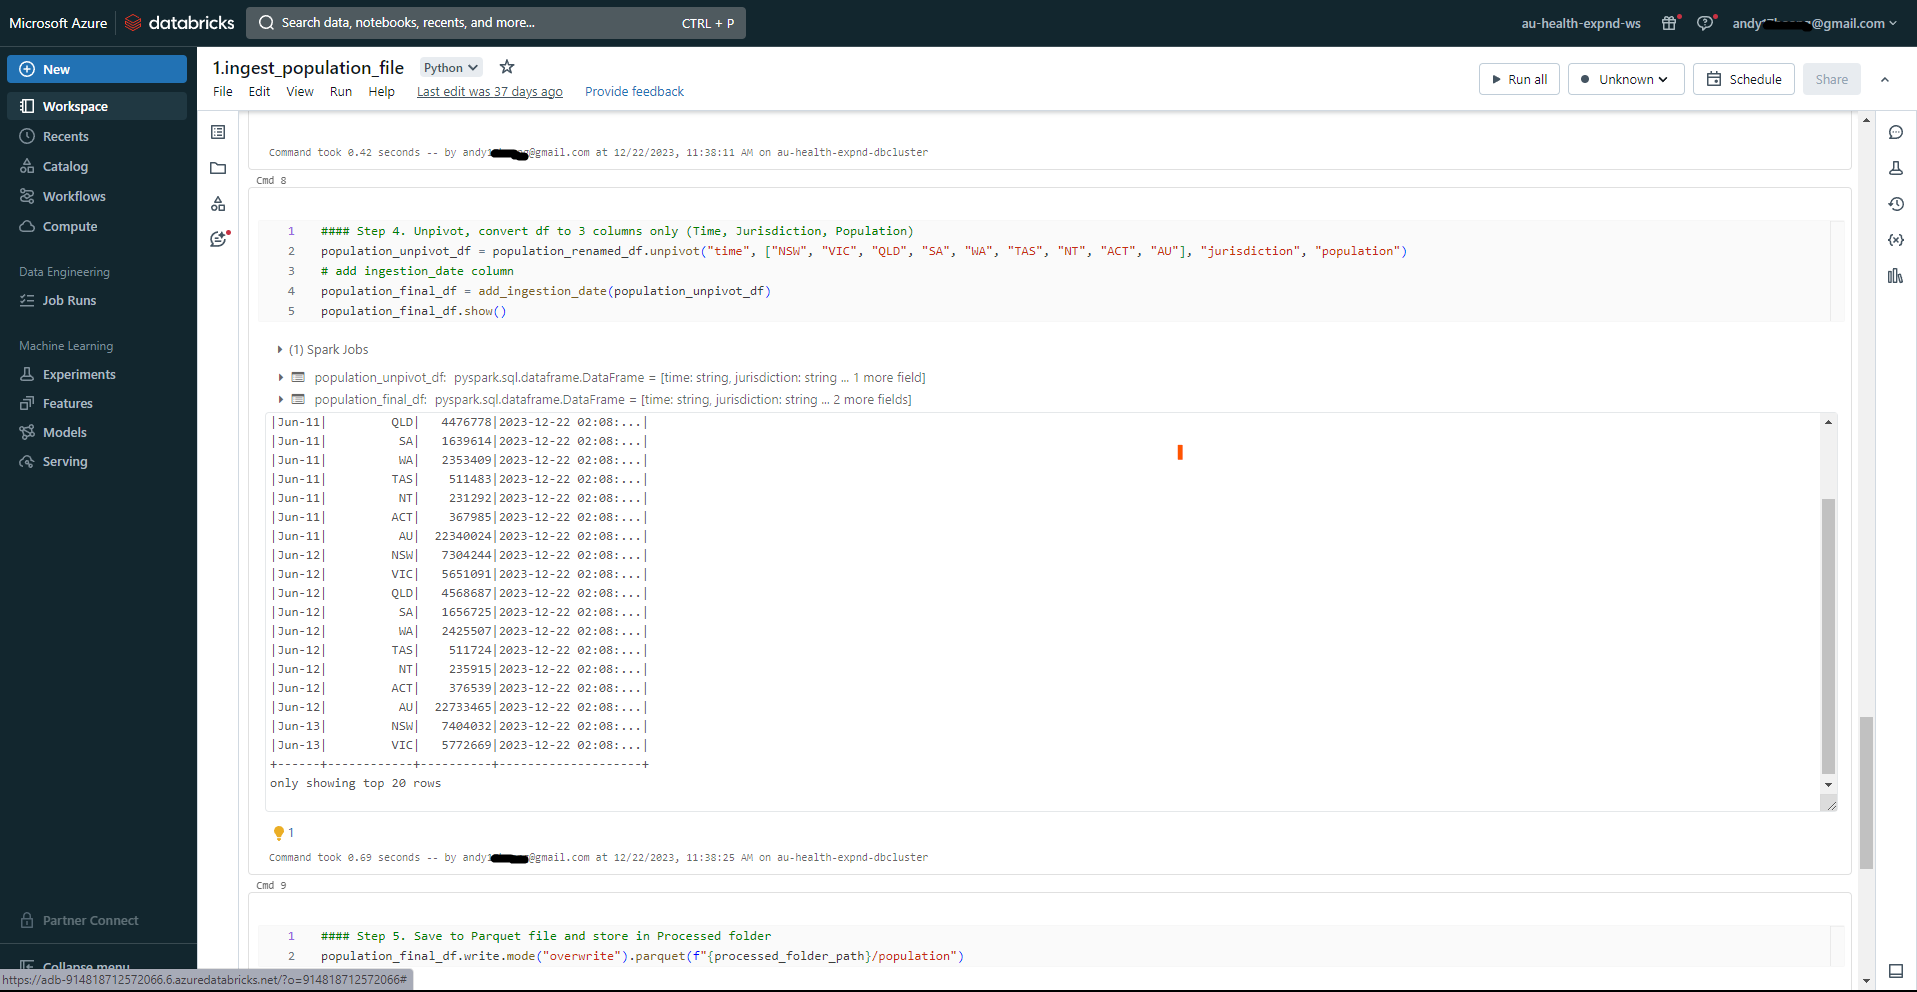 Microsoft Azure databricks Search data, notebooks, recents, and more... CTRL + P au-health-expnd-ws @gmail.com
New
Workspace
Recents
Catalog
Workflows
Compute
Data Engineering
Job Runs
Machine Learning
Experiments
Features
Models
Serving
Partner Connect
Collapse menu
https://adb-914818712572066.6.azuredatabricks.net/?o=914818712572066#
1.ingest_population_file Python
File Edit View Run Help Last edit was 37 days ago Provide feedback
Run all Unknown Schedule Share
Command took 0.42 seconds -- by @gmail.com at 12/22/2023, 11:38:11 AM on au-health-expnd-dbcluster
Cmd 8
1 #### Step 4. Unpivot, convert df to 3 columns only (Time, Jurisdiction, Population)
2 population_unpivot_df = population_renamed_df.unpivot("time", ["NSW", "VIC", "QLD", "SA", "WA", "TAS", "NT", "ACT", "AU"], "jurisdiction", "population")
3 # add ingestion_date column
4 population_final_df = add_ingestion_date(population_unpivot_df)
5 population_final_df.show()
(1) Spark Jobs
population_unpivot_df: pyspark.sql.dataframe.DataFrame = [time: string, jurisdiction: string ... 1 more field]
population_final_df: pyspark.sql.dataframe.DataFrame = [time: string, jurisdiction: string ... 2 more fields]
|Jun-11| QLD| 4476778|2023-12-22 02:08:...|
|Jun-11| SA| 1639614|2023-12-22 02:08:...|
|Jun-11| WA| 2353409|2023-12-22 02:08:...|
|Jun-11| TAS| 511483|2023-12-22 02:08:...|
|Jun-11| NT| 231292|2023-12-22 02:08:...|
|Jun-11| ACT| 367985|2023-12-22 02:08:...|
|Jun-11| AU| 22340024|2023-12-22 02:08:...|
|Jun-12| NSW| 7304244|2023-12-22 02:08:...|
|Jun-12| VIC| 5651091|2023-12-22 02:08:...|
|Jun-12| QLD| 4568687|2023-12-22 02:08:...|
|Jun-12| SA| 1656725|2023-12-22 02:08:...|
|Jun-12| WA| 2425507|2023-12-22 02:08:...|
|Jun-12| TAS| 511724|2023-12-22 02:08:...|
|Jun-12| NT| 235915|2023-12-22 02:08:...|
|Jun-12| ACT| 376539|2023-12-22 02:08:...|
|Jun-12| AU| 22733465|2023-12-22 02:08:...|
|Jun-13| NSW| 7404032|2023-12-22 02:08:...|
|Jun-13| VIC| 5772669|2023-12-22 02:08:...|
+------+------------+----------+--------------------+
only showing top 20 rows
1
Command took 0.69 seconds -- by @gmail.com at 12/22/2023, 11:38:25 AM on au-health-expnd-dbcluster
Cmd 9
1 #### Step 5. Save to Parquet file and store in Processed folder
2 population_final_df.write.mode("overwrite").parquet(f"{processed_folder_path}/population")